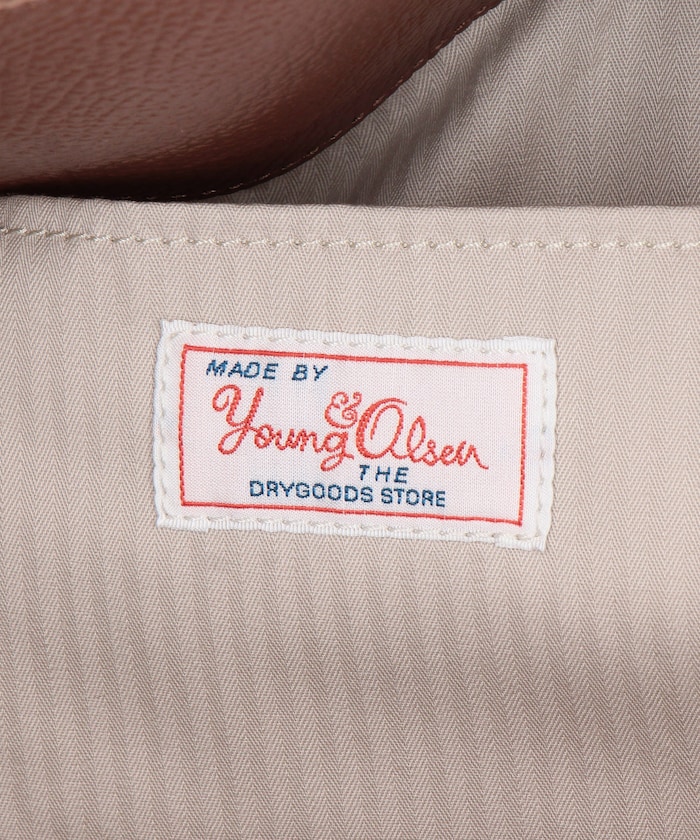 MADE BY
Young & Olsen
THE
DRYGOODS STORE